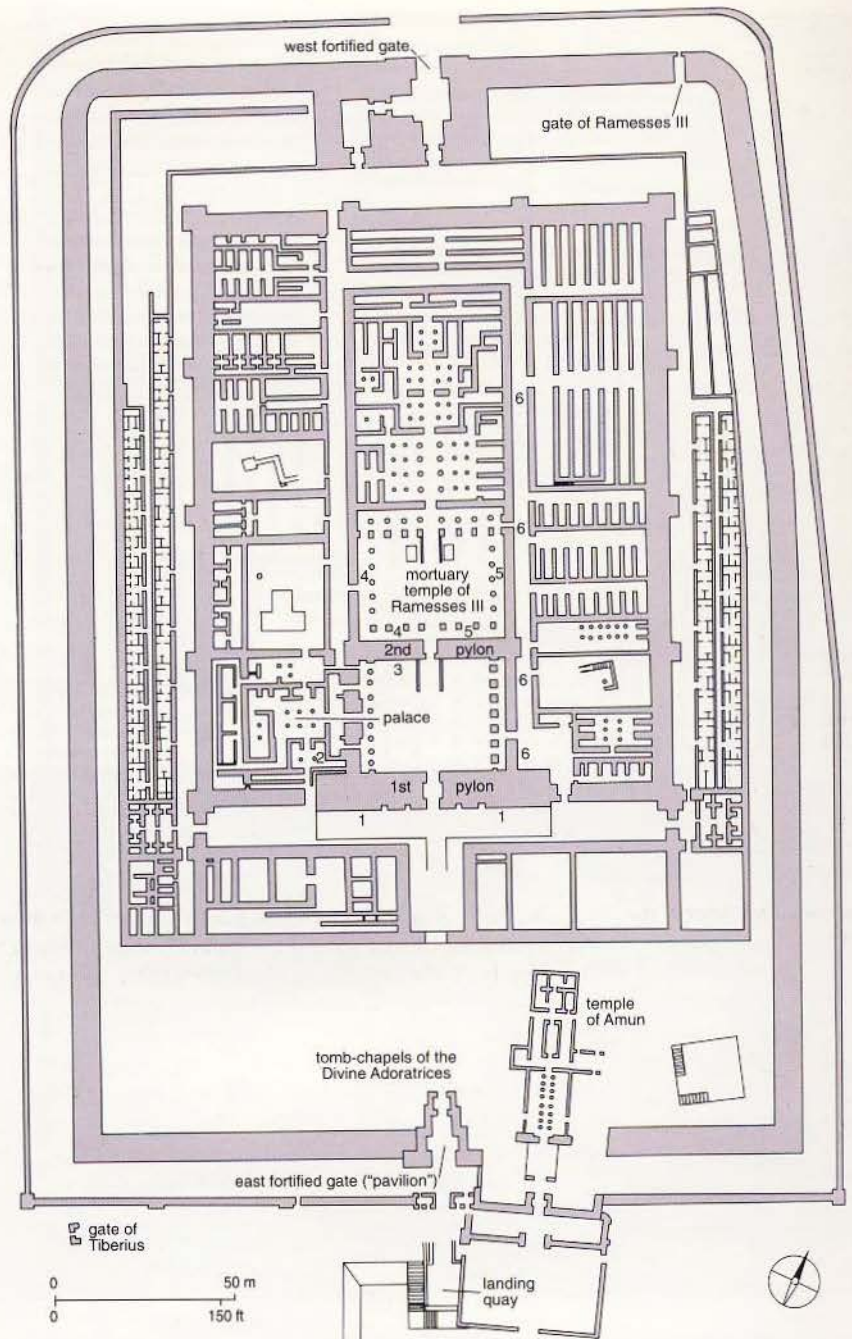 west fortified gate
gate of Ramesses III
6
6
4
5
mortuary
temple of
Ramesses III
4
5
2nd pylon
3
6
palace
2
6
1st pylon
1
1
temple
of Amun
tomb-chapels of the
Divine Adoratrices
east fortified gate ("pavilion")
gate of
Tiberius
0 50 m
0 150 ft
landing
quay